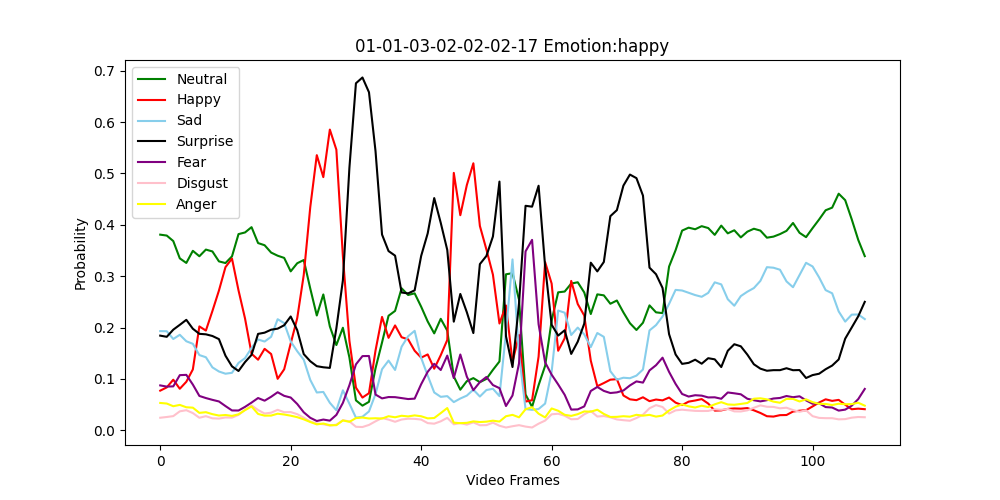 01-01-03-02-02-02-17 Emotion:happy
Neutral
Happy
Sad
Surprise
Fear
Disgust
Anger
Probability
0.7
0.6
0.5
0.4
0.3
0.2
0.1
0.0
0 20 40 60 80 100
Video Frames